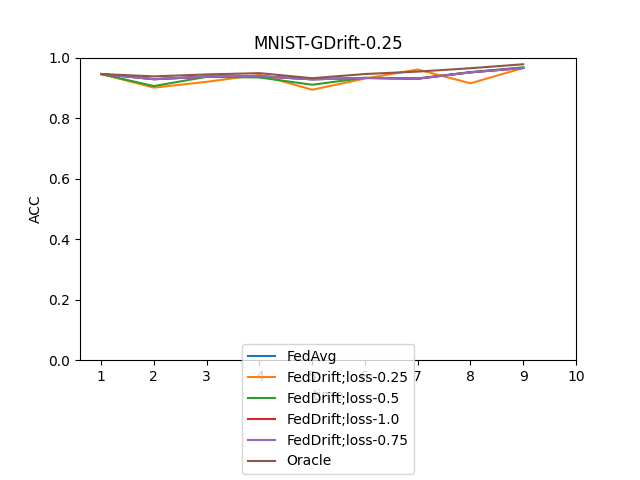 MNIST-GDrift-0.25
1.0
0.8
0.6
0.4
0.2
0.0
ACC
1 2 3 4 5 6 7 8 9 10
FedAvg
FedDrift;loss-0.25
FedDrift;loss-0.5
FedDrift;loss-1.0
FedDrift;loss-0.75
Oracle